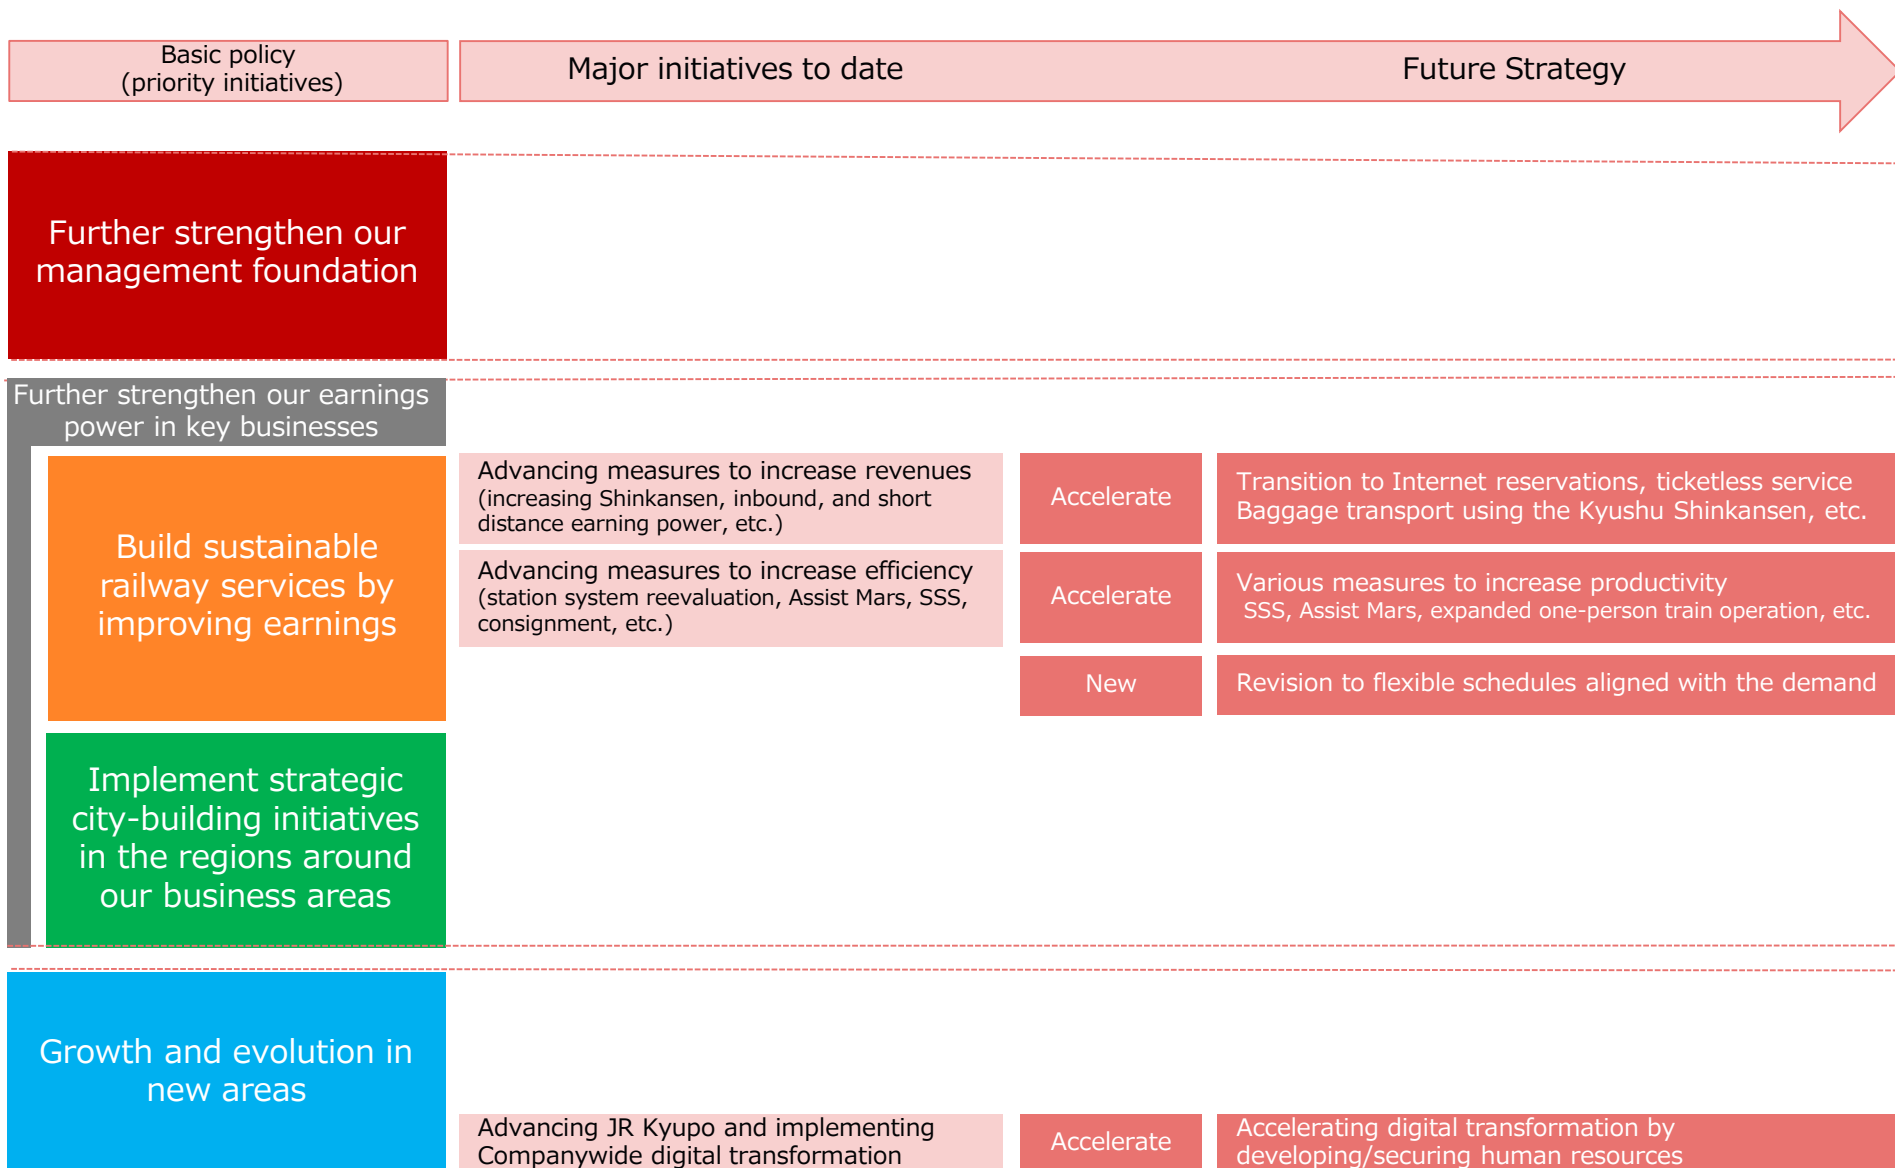 Basic policy
(priority initiatives)
Major initiatives to date
Future Strategy
Further strengthen our
management foundation
Further strengthen our earnings
power in key businesses
Build sustainable
railway services by
improving earnings
Advancing measures to increase revenues
(increasing Shinkansen, inbound, and short
distance earning power, etc.)
Accelerate
Transition to Internet reservations, ticketless service
Baggage transport using the Kyushu Shinkansen, etc.
Advancing measures to increase efficiency
(station system reevaluation, Assist Mars, SSS,
consignment, etc.)
Accelerate
Various measures to increase productivity
SSS, Assist Mars, expanded one-person train operation, etc.
New
Revision to flexible schedules aligned with the demand
Implement strategic
city-building initiatives
in the regions around
our business areas
Growth and evolution in
new areas
Advancing JR Kyupo and implementing
Companywide digital transformation
Accelerate
Accelerating digital transformation by
developing/securing human resources